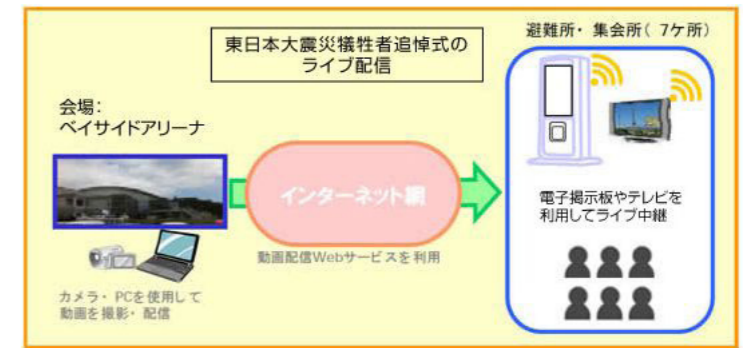 東日本大震災犠牲者追悼式の
ライブ配信
避難所・集会所(7ケ所)
会場:
ベイサイドアリーナ
インターネット網
動画配信Webサービスを利用
カメラ・PCを使用して
動画を撮影・配信
電子掲示板やテレビを
利用してライブ中継